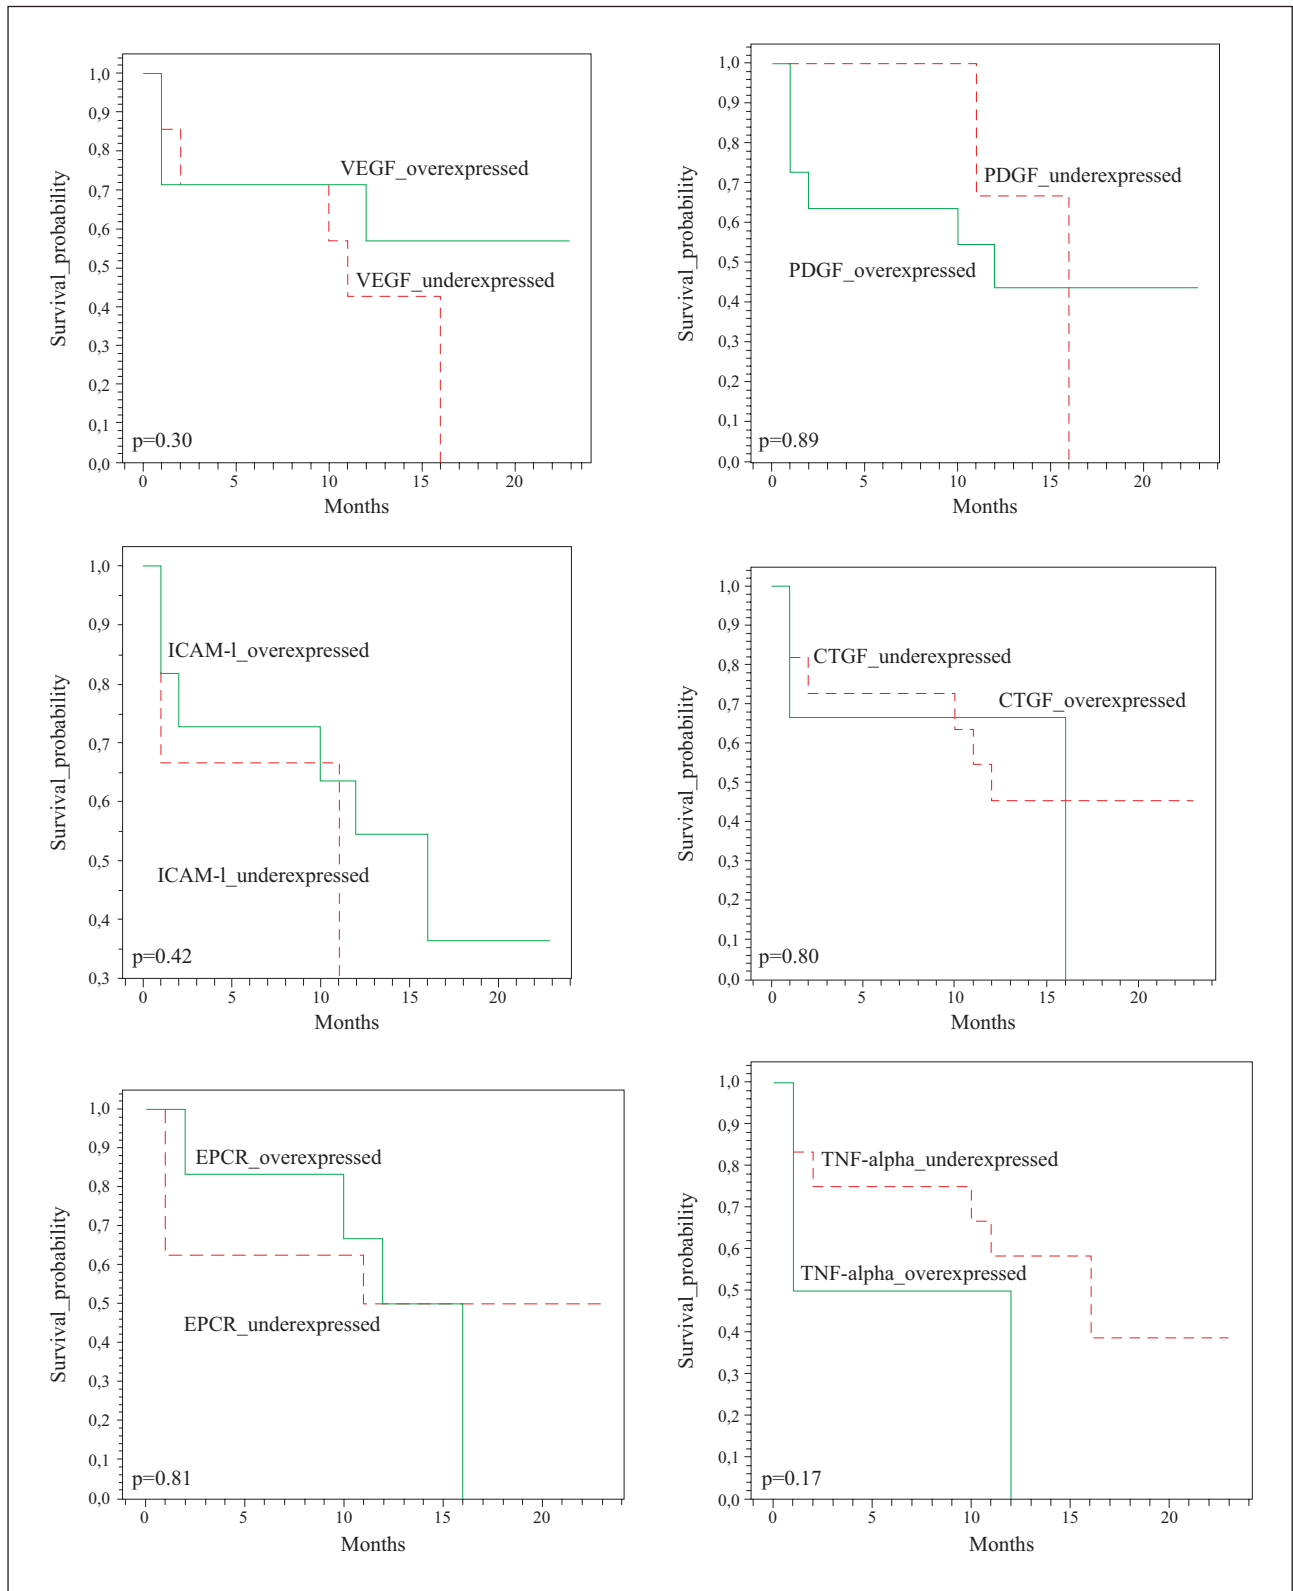 1,0
0,9
0,8
0,7
0,6
0,5
0,4
0,3
0,2
0,1
0,0
Survival_probability
VEGF_overexpressed
VEGF_underexpressed
p=0.30
0 5 10 15 20
Months
1,0
0,9
0,8
0,7
0,6
0,5
0,4
0,3
0,2
0,1
0,0
Survival_probability
PDGF_underexpressed
PDGF_overexpressed
p=0.89
0 5 10 15 20
Months
1,0
0,9
0,8
0,7
0,6
0,5
0,4
0,3
Survival_probability
ICAM-l_overexpressed
ICAM-l_underexpressed
p=0.42
0 5 10 15 20
Months
1,0
0,9
0,8
0,7
0,6
0,5
0,4
0,3
0,2
0,1
0,0
Survival_probability
CTGF_underexpressed
CTGF_overexpressed
p=0.80
0 5 10 15 20
Months
1,0
0,9
0,8
0,7
0,6
0,5
0,4
0,3
0,2
0,1
0,0
Survival_probability
EPCR_overexpressed
EPCR_underexpressed
p=0.81
0 5 10 15 20
Months
1,0
0,9
0,8
0,7
0,6
0,5
0,4
0,3
0,2
0,1
0,0
Survival_probability
TNF-alpha_underexpressed
TNF-alpha_overexpressed
p=0.17
0 5 10 15 20
Months